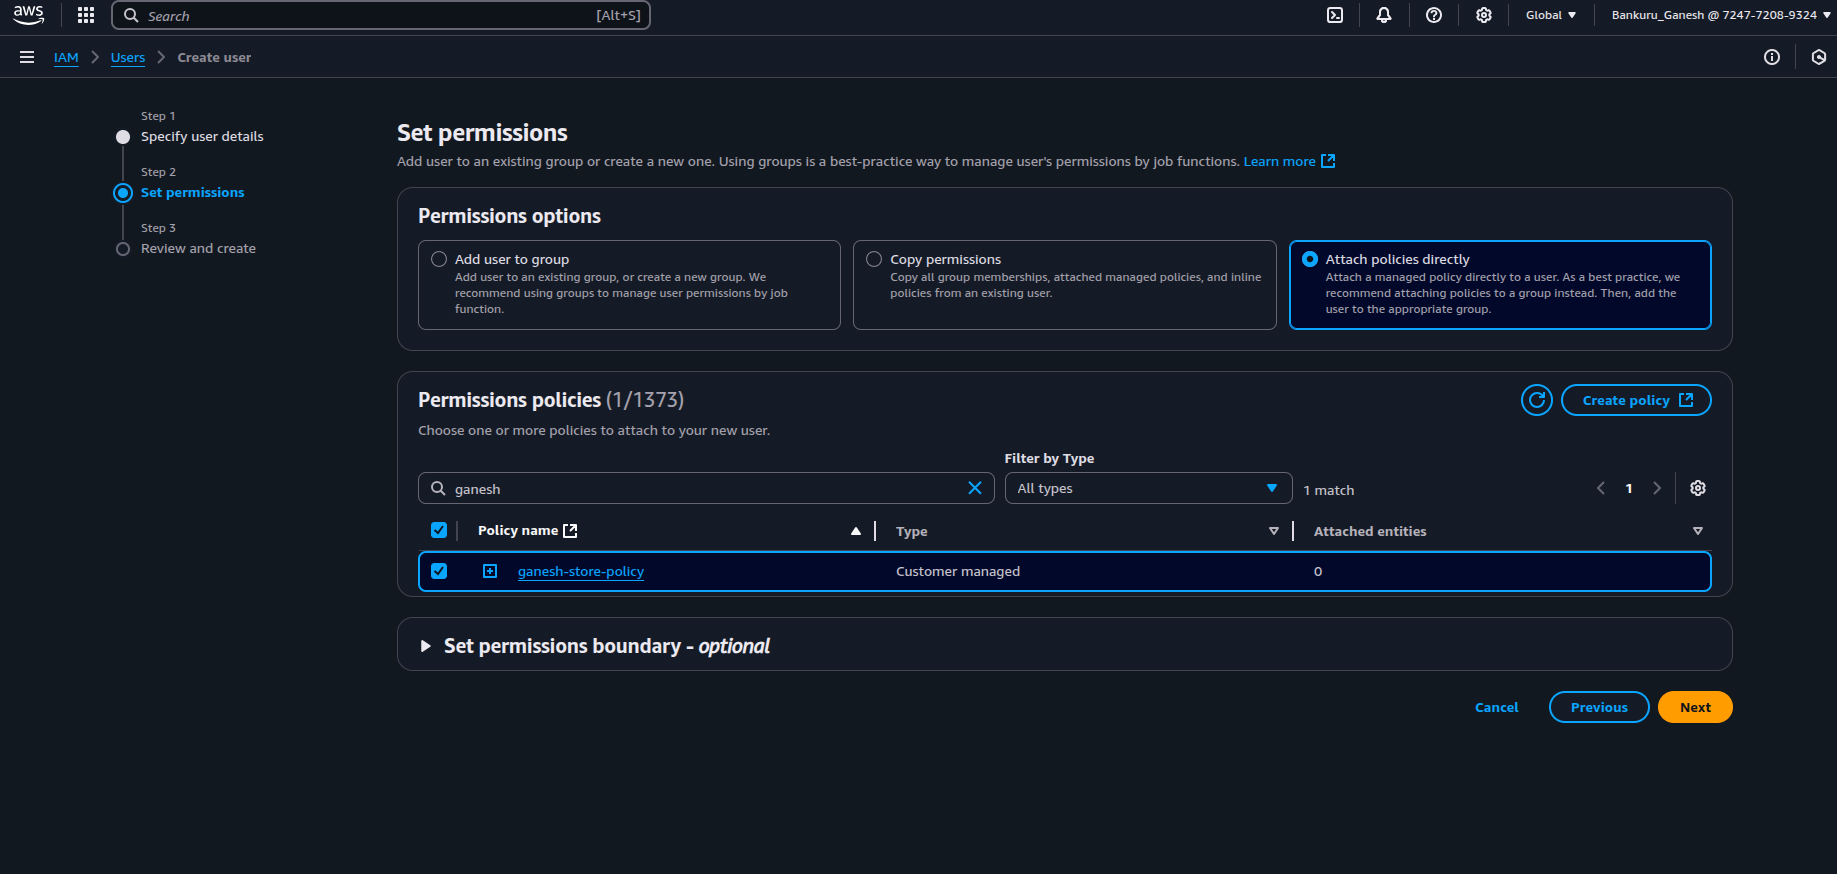 aws
Search [Alt+S]
Global
Bankuru_Ganesh @ 7247-7208-9324
IAM
Users
Create user
Step 1
Specify user details
Step 2
Set permissions
Step 3
Review and create
Set permissions
Add user to an existing group or create a new one. Using groups is a best-practice way to manage user's permissions by job functions. Learn more
Permissions options
Add user to group
Add user to an existing group, or create a new group. We
recommend using groups to manage user permissions by job
function.
Copy permissions
Copy all group memberships, attached managed policies, and inline
policies from an existing user.
Attach policies directly
Attach a managed policy directly to a user. As a best practice, we
recommend attaching policies to a group instead. Then, add the
user to the appropriate group.
Permissions policies (1/1373)
Create policy
Choose one or more policies to attach to your new user.
Filter by Type
ganesh
All types
1 match
1
Policy name
Type
Attached entities
ganesh-store-policy
Customer managed
0
Set permissions boundary - optional
Cancel
Previous
Next